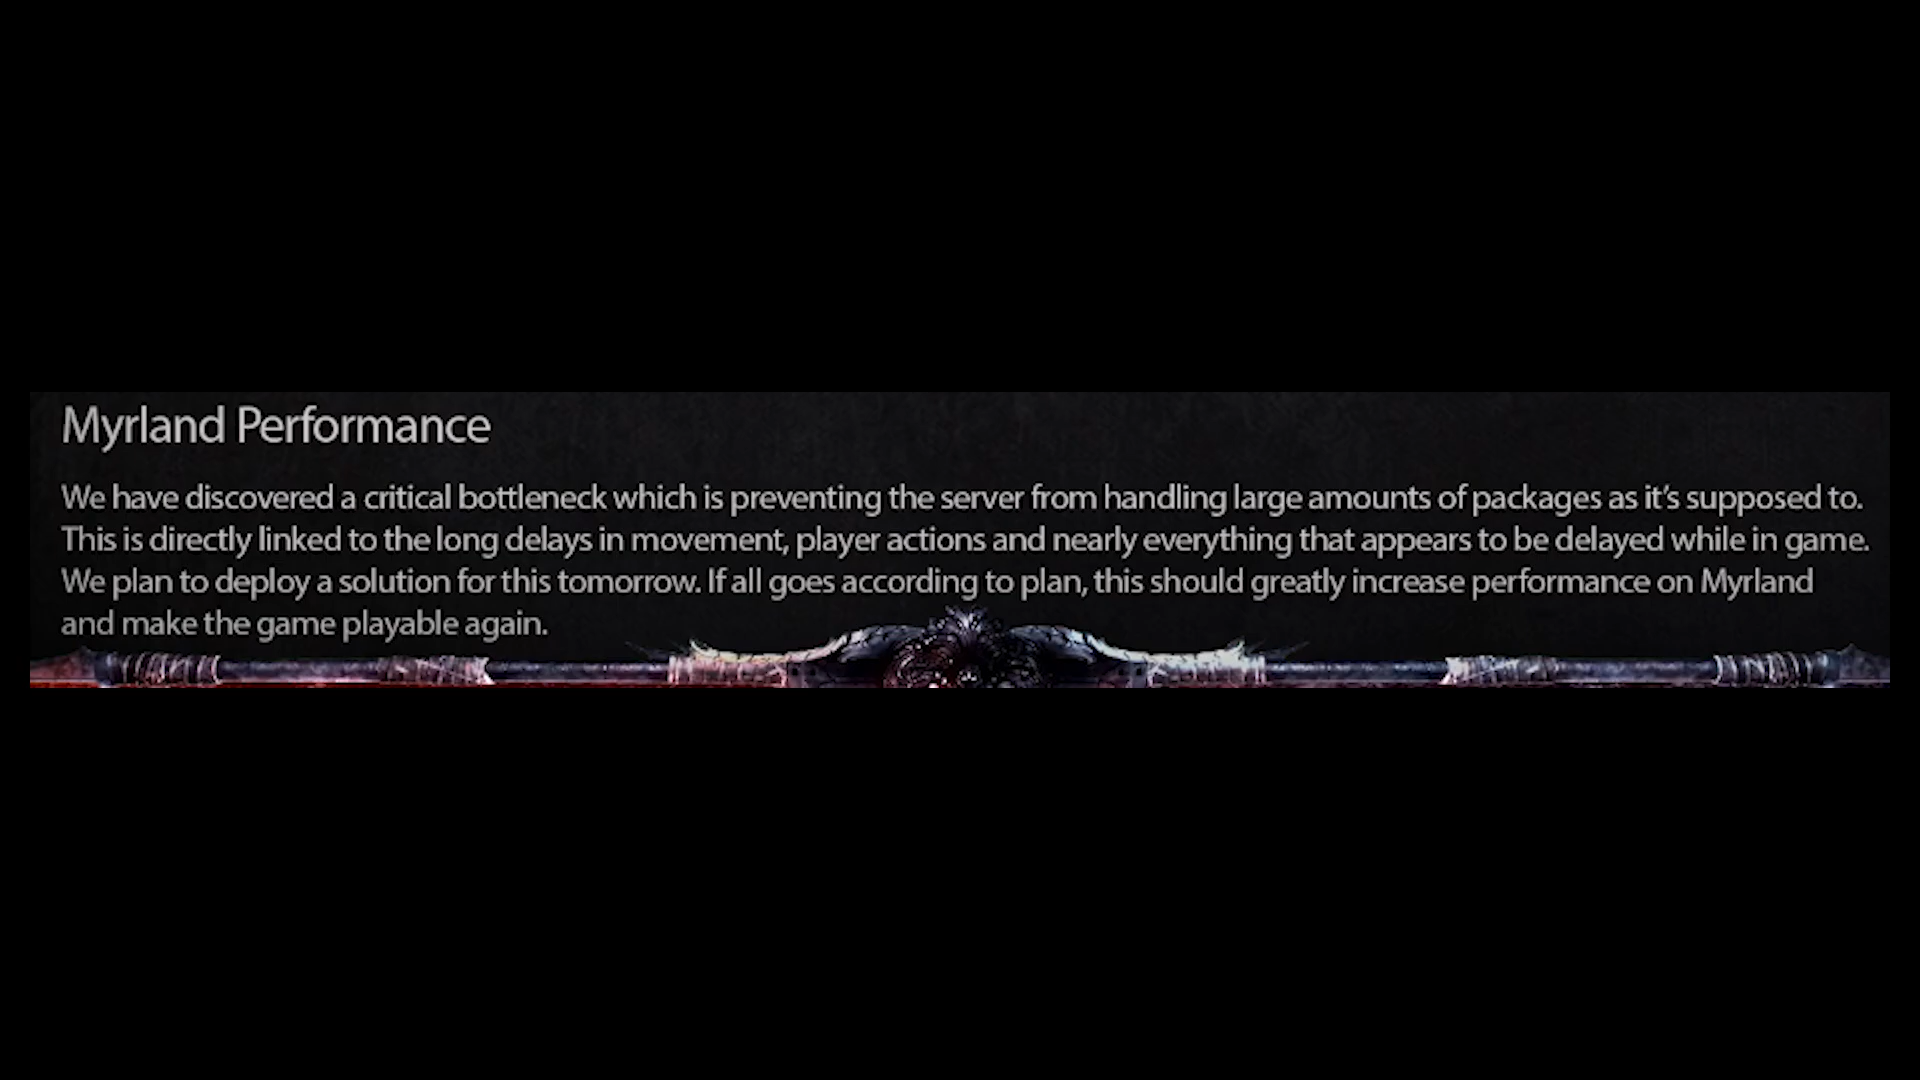 Myrland Performance
We have discovered a critical bottleneck which is preventing the server from handling large amounts of packages as it’s supposed to.
This is directly linked to the long delays in movement, player actions and nearly everything that appears to be delayed while in game.
We plan to deploy a solution for this tomorrow. If all goes according to plan, this should greatly increase performance on Myrland
and make the game playable again.